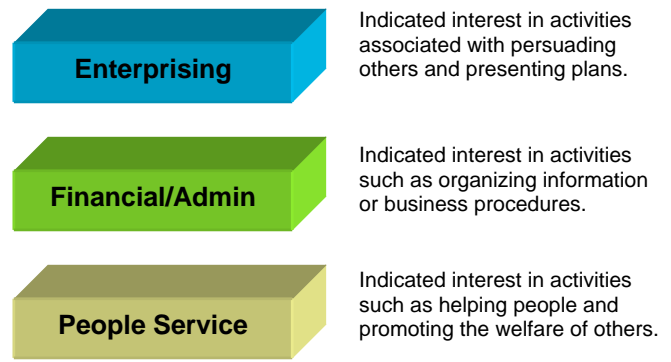 Enterprising
Indicated interest in activities
associated with persuading
others and presenting plans.
Financial/Admin
Indicated interest in activities
such as organizing information
or business procedures.
People Service
Indicated interest in activities
such as helping people and
promoting the welfare of others.